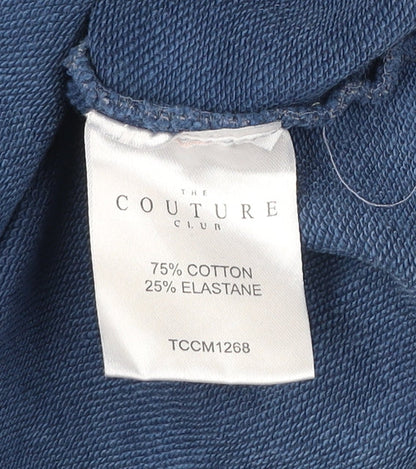 THE
COUTURE
CLUB
75% COTTON
25% ELASTANE
TCCM1268